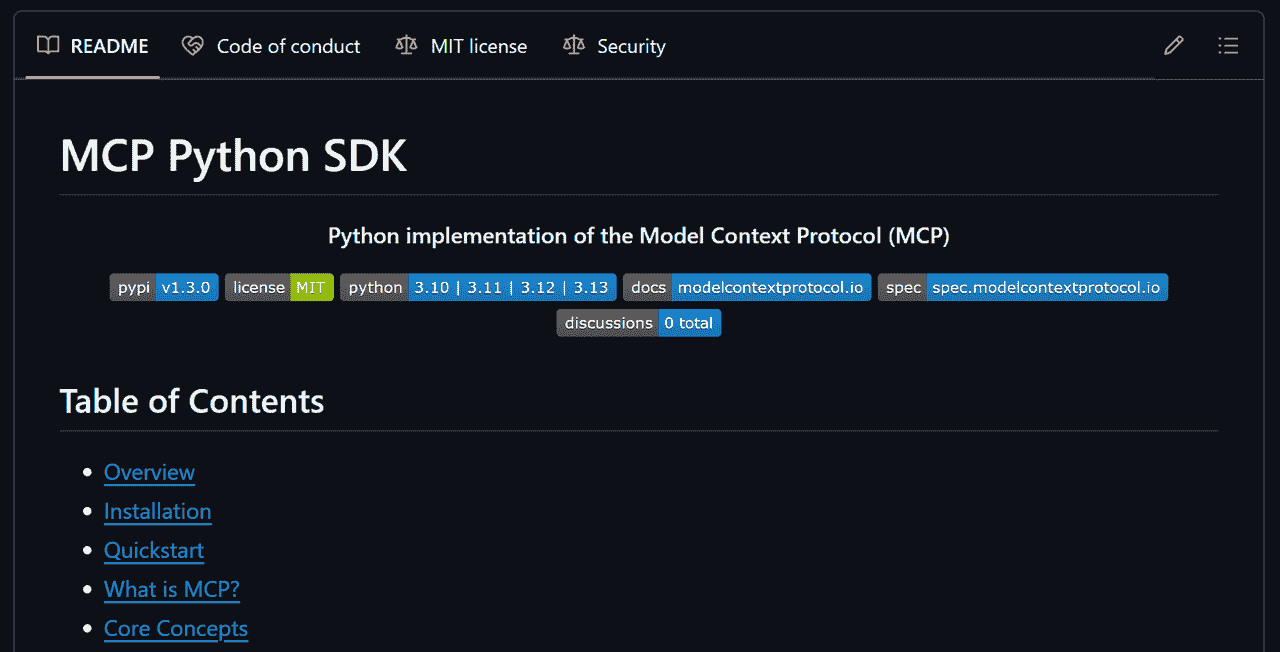 README Code of conduct MIT license Security
MCP Python SDK
Python implementation of the Model Context Protocol (MCP)
pypi v1.3.0 license MIT python 3.10 | 3.11 | 3.12 | 3.13 docs modelcontextprotocol.io spec spec.modelcontextprotocol.io
discussions 0 total
Table of Contents
Overview
Installation
Quickstart
What is MCP?
Core Concepts